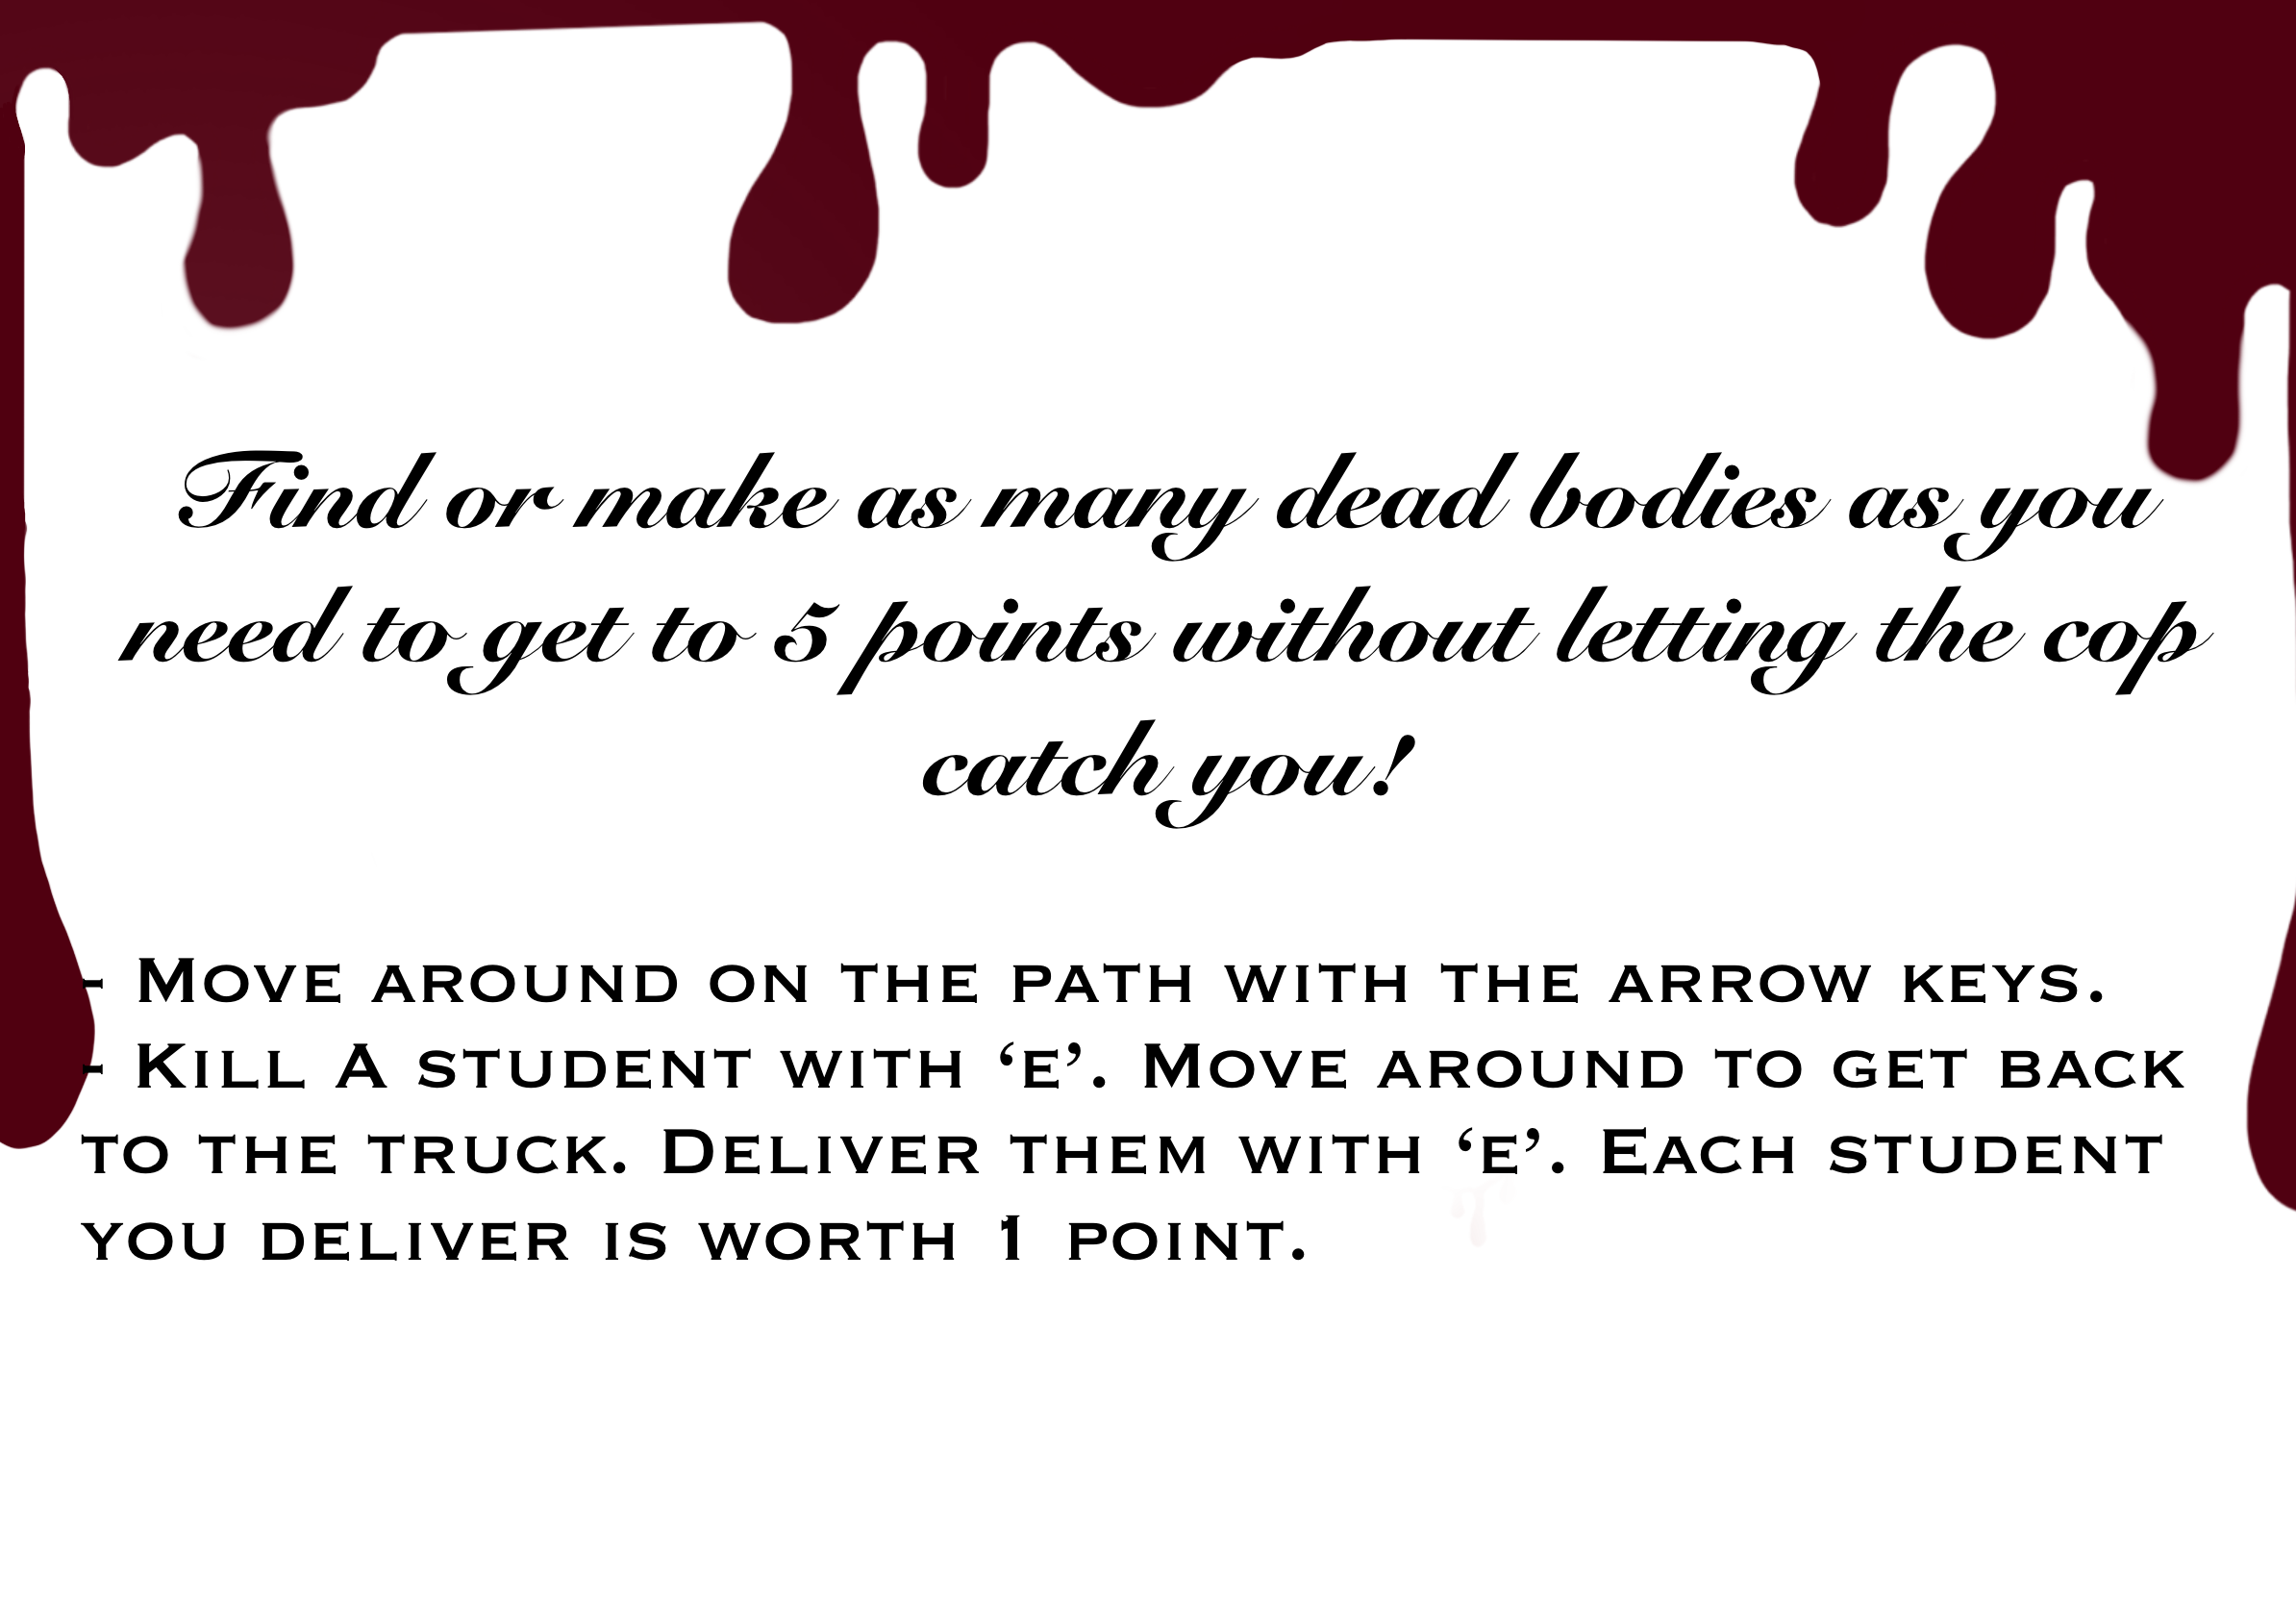 Find or make as many dead bodies as you
need to get to 5 points without letting the cop
catch you!
- Move around on the path with the arrow keys.
- Kill A student with ‘e’. Move around to get back
to the truck. Deliver them with ‘e’. Each student
you deliver is worth 1 point.